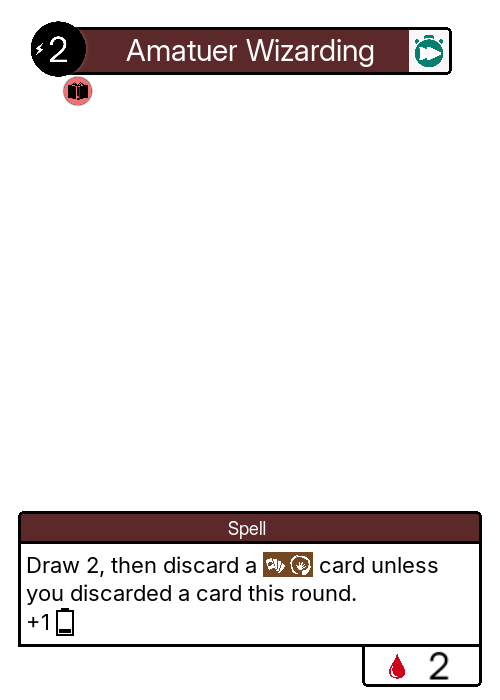 2
Amatuer Wizarding
Spell
Draw 2, then discard a card unless
you discarded a card this round.
+1
2